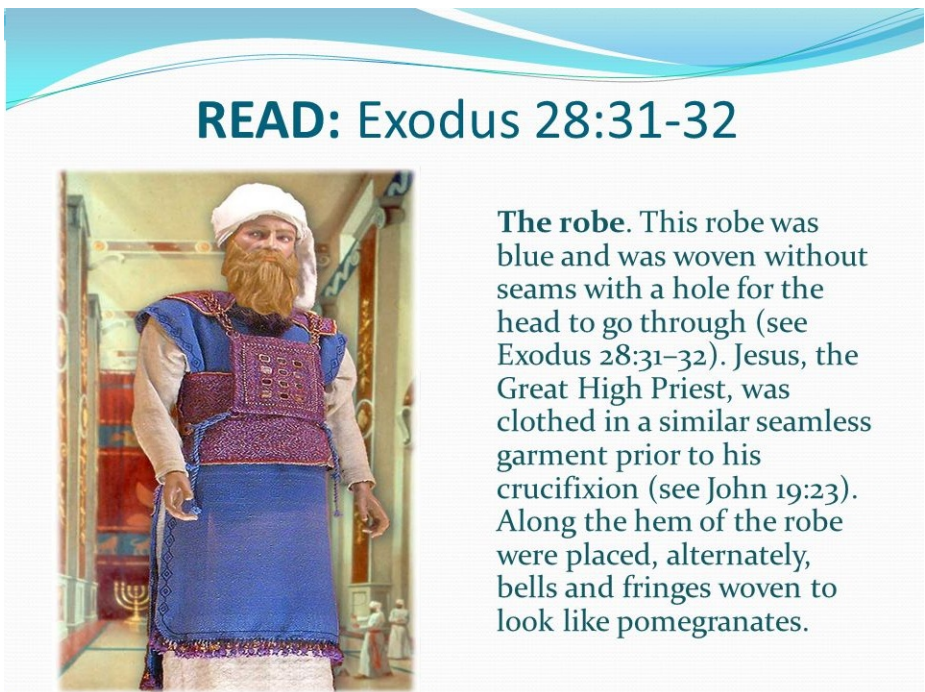 READ: Exodus 28:31-32
The robe. This robe was
blue and was woven without
seams with a hole for the
head to go through (see
Exodus 28:31–32). Jesus, the
Great High Priest, was
clothed in a similar seamless
garment prior to his
crucifixion (see John 19:23).
Along the hem of the robe
were placed, alternately,
bells and fringes woven to
look like pomegranates.